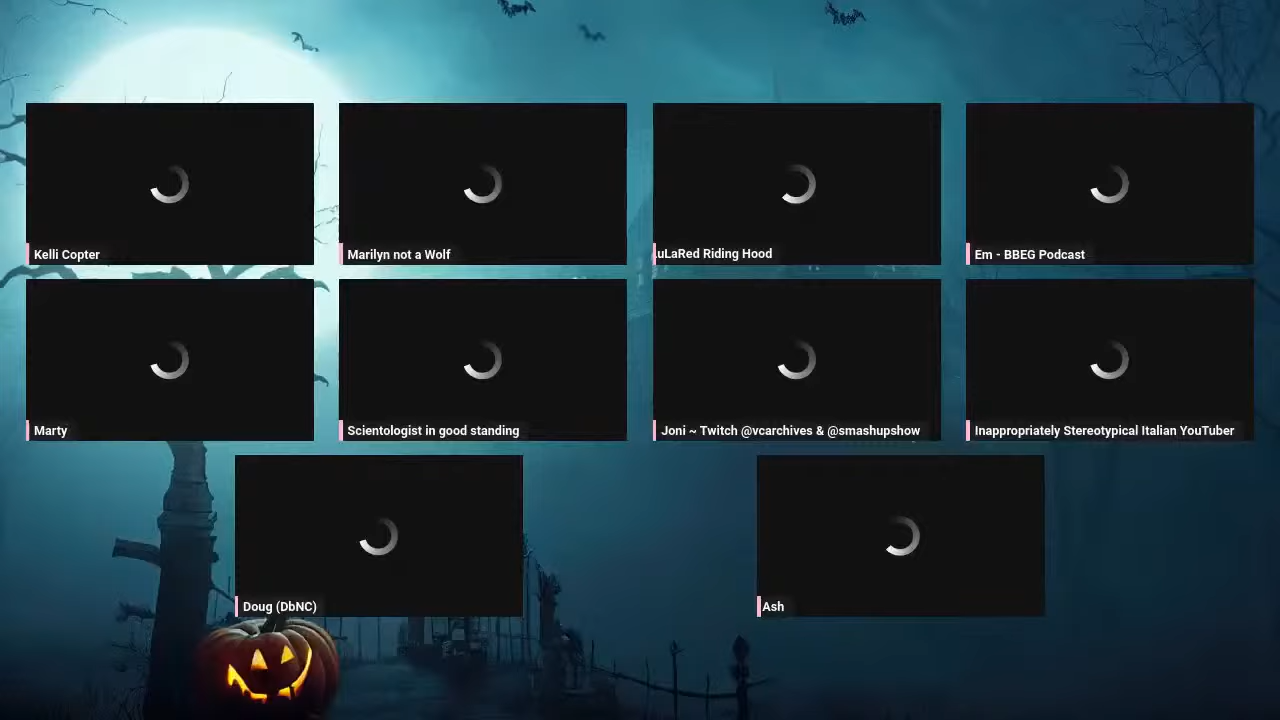 Kelli Copter
Marilyn not a Wolf
uLaRed Riding Hood
Em - BBEG Podcast
Marty
Scientologist in good standing
Joni ~ Twitch @vcarchives & @smashupshow
Inappropriately Stereotypical Italian YouTuber
Doug (DbNC)
Ash